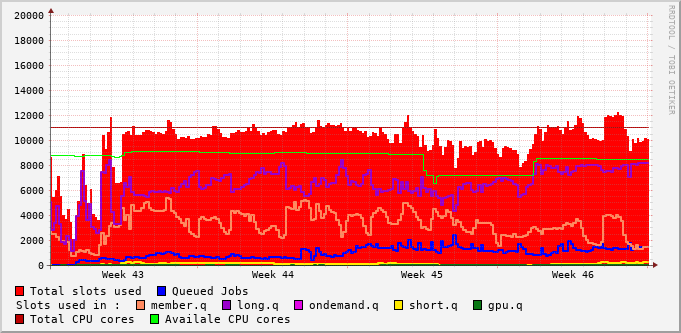 20000
18000
16000
14000
12000
10000
8000
6000
4000
2000
0
Week 43 Week 44 Week 45 Week 46
RRDTOOL / TOBI OETIKER
Total slots used Queued Jobs
Slots used in : member.q long.q ondemand.q short.q gpu.q
Total CPU cores Availale CPU cores